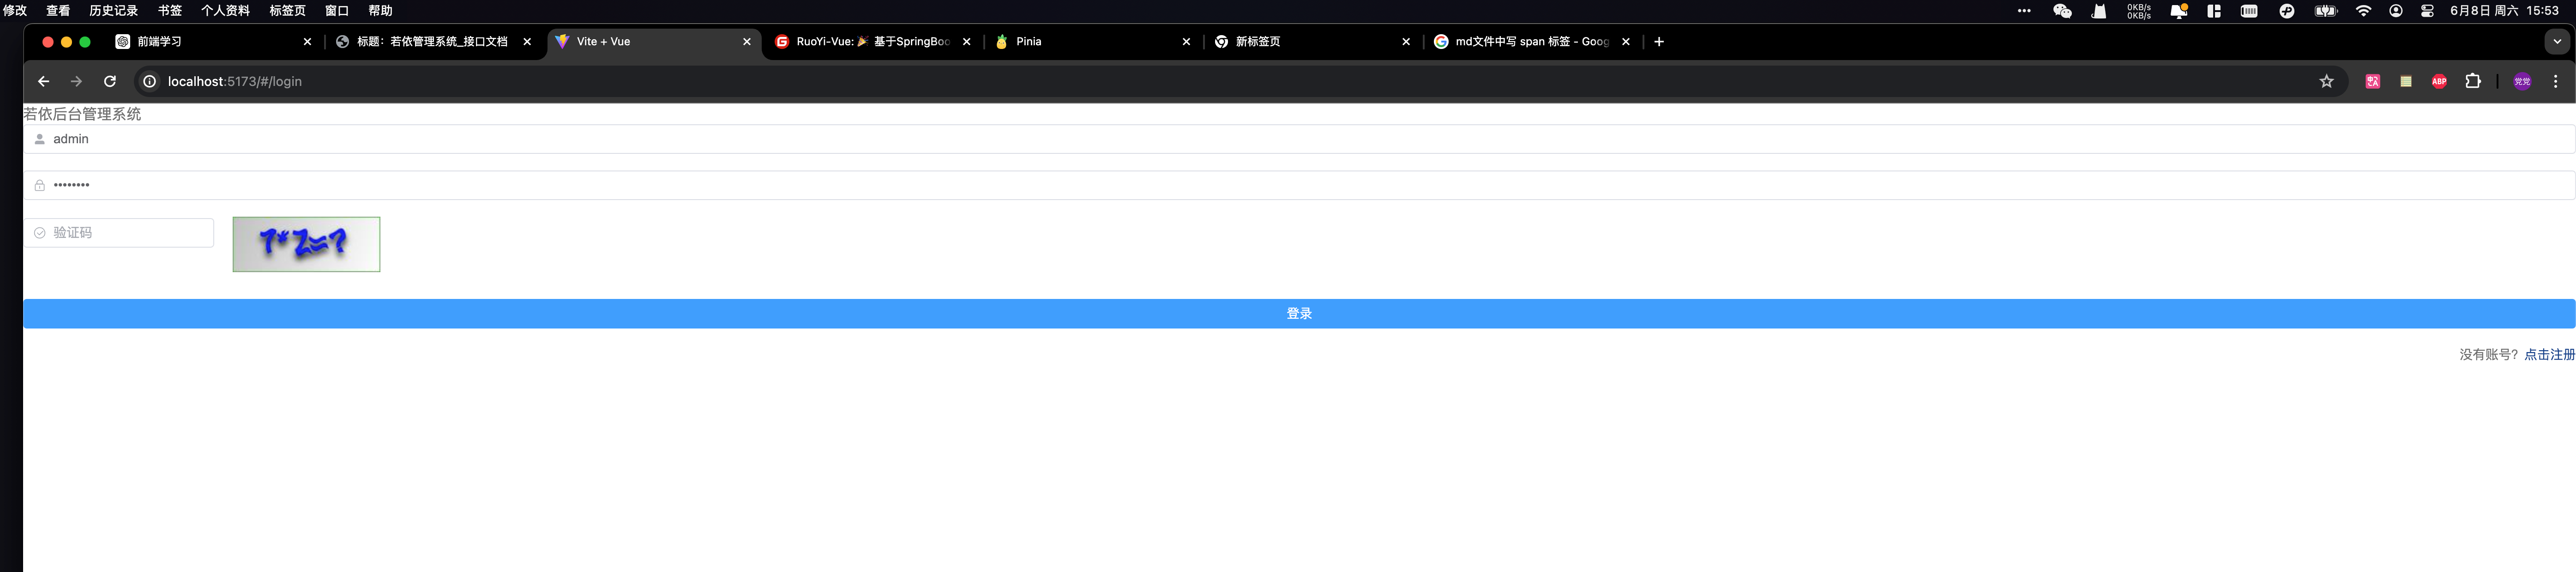 修改 查看 历史记录 书签 个人资料 标签页 窗口 帮助
0KB/s
0KB/s
6月8日 周六 15:53
前端学习
标题：若依管理系统_接口文档
Vite + Vue
RuoYi-Vue: 🎉 基于SpringBoo
Pinia
新标签页
md文件中写 span 标签 - Goog
localhost:5173/#/login
ABP
党党
若依后台管理系统
admin
••••••••
验证码
7*2=?
登录
没有账号? 点击注册